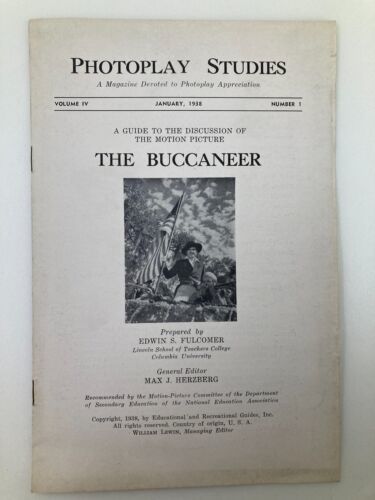 PHOTOPLAY STUDIES
A Magazine Devoted to Photoplay Appreciation
VOLUME IV JANUARY, 1938 NUMBER 1
A GUIDE TO THE DISCUSSION OF
THE MOTION PICTURE
THE BUCCANEER
Prepared by
EDWIN S. FULCOMER
Lincoln School of Teachers College
Columbia University
General Editor
MAX J. HERZBERG
Recommended by the Motion-Picture Committee of the Department
of Secondary Education of the National Education Association
Copyright, 1938, by Educational and Recreational Guides, Inc.
All rights reserved. Country of origin, U. S. A.
WILLIAM LEWIN, Managing Editor